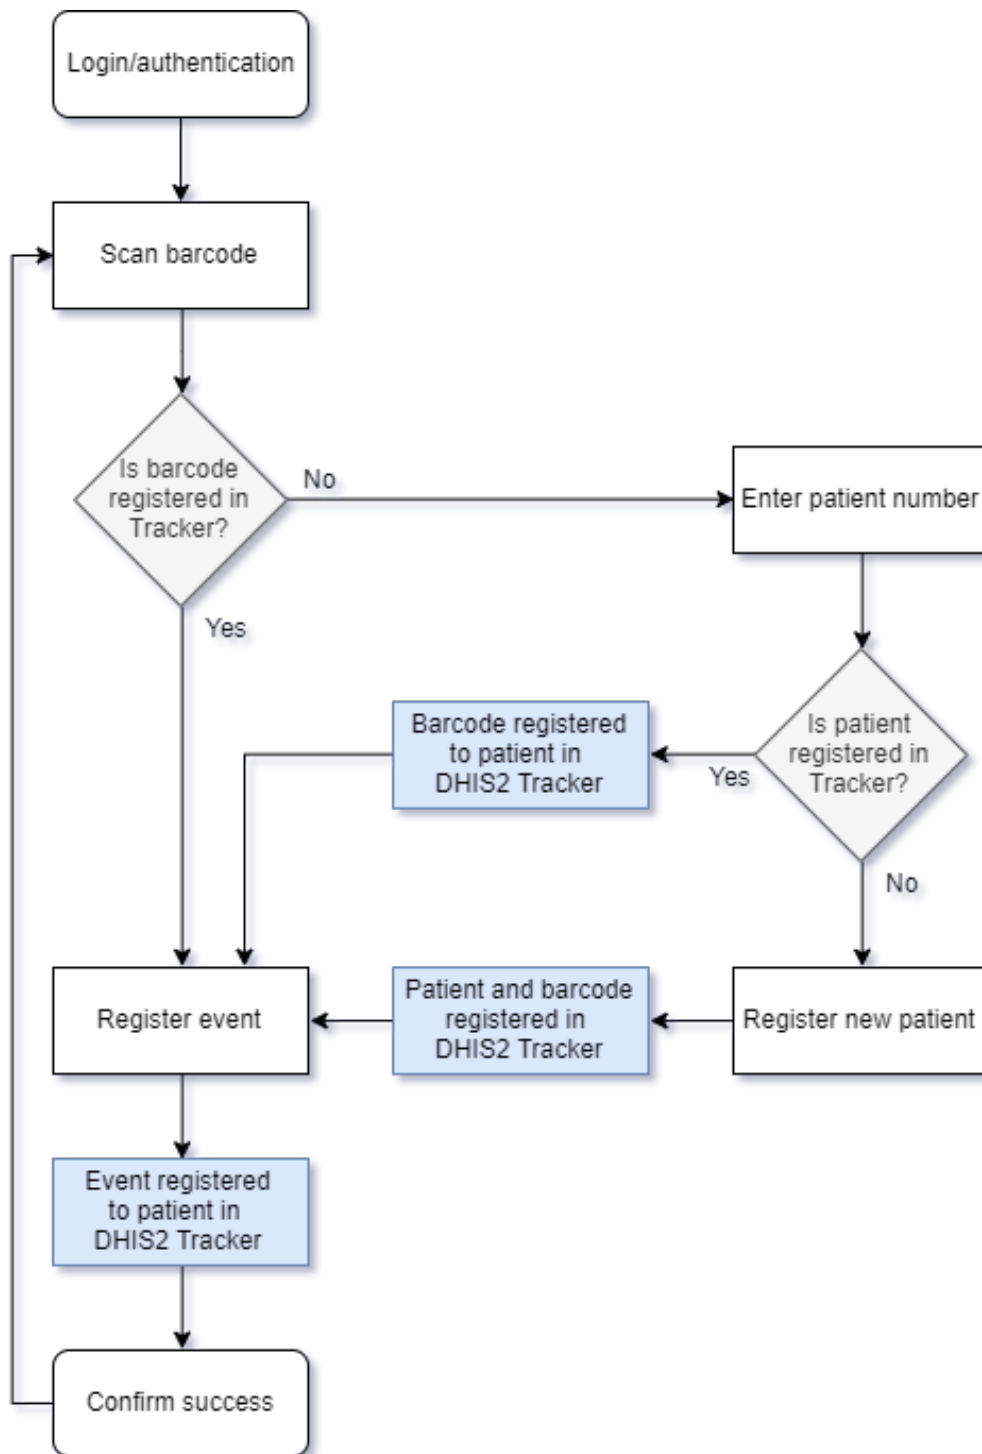 Login/authentication
Scan barcode
Is barcode
registered in
Tracker?
No
Enter patient number
Yes
Barcode registered
to patient in
DHIS2 Tracker
Yes
Is patient
registered in
Tracker?
No
Register event
Patient and barcode
registered in
DHIS2 Tracker
Register new patient
Event registered
to patient in
DHIS2 Tracker
Confirm success